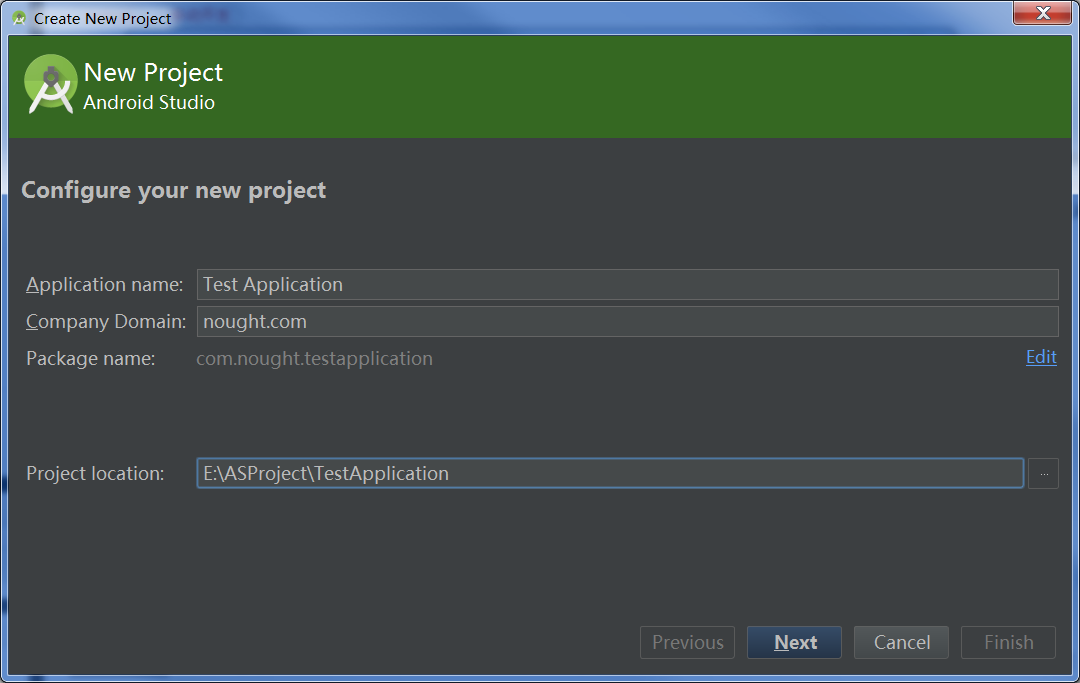 Create New Project
New Project
Android Studio
Configure your new project
Application name: Test Application
Company Domain: nought.com
Package name: com.nought.testapplication Edit
Project location: E:\ASProject\TestApplication ...
Previous Next Cancel Finish